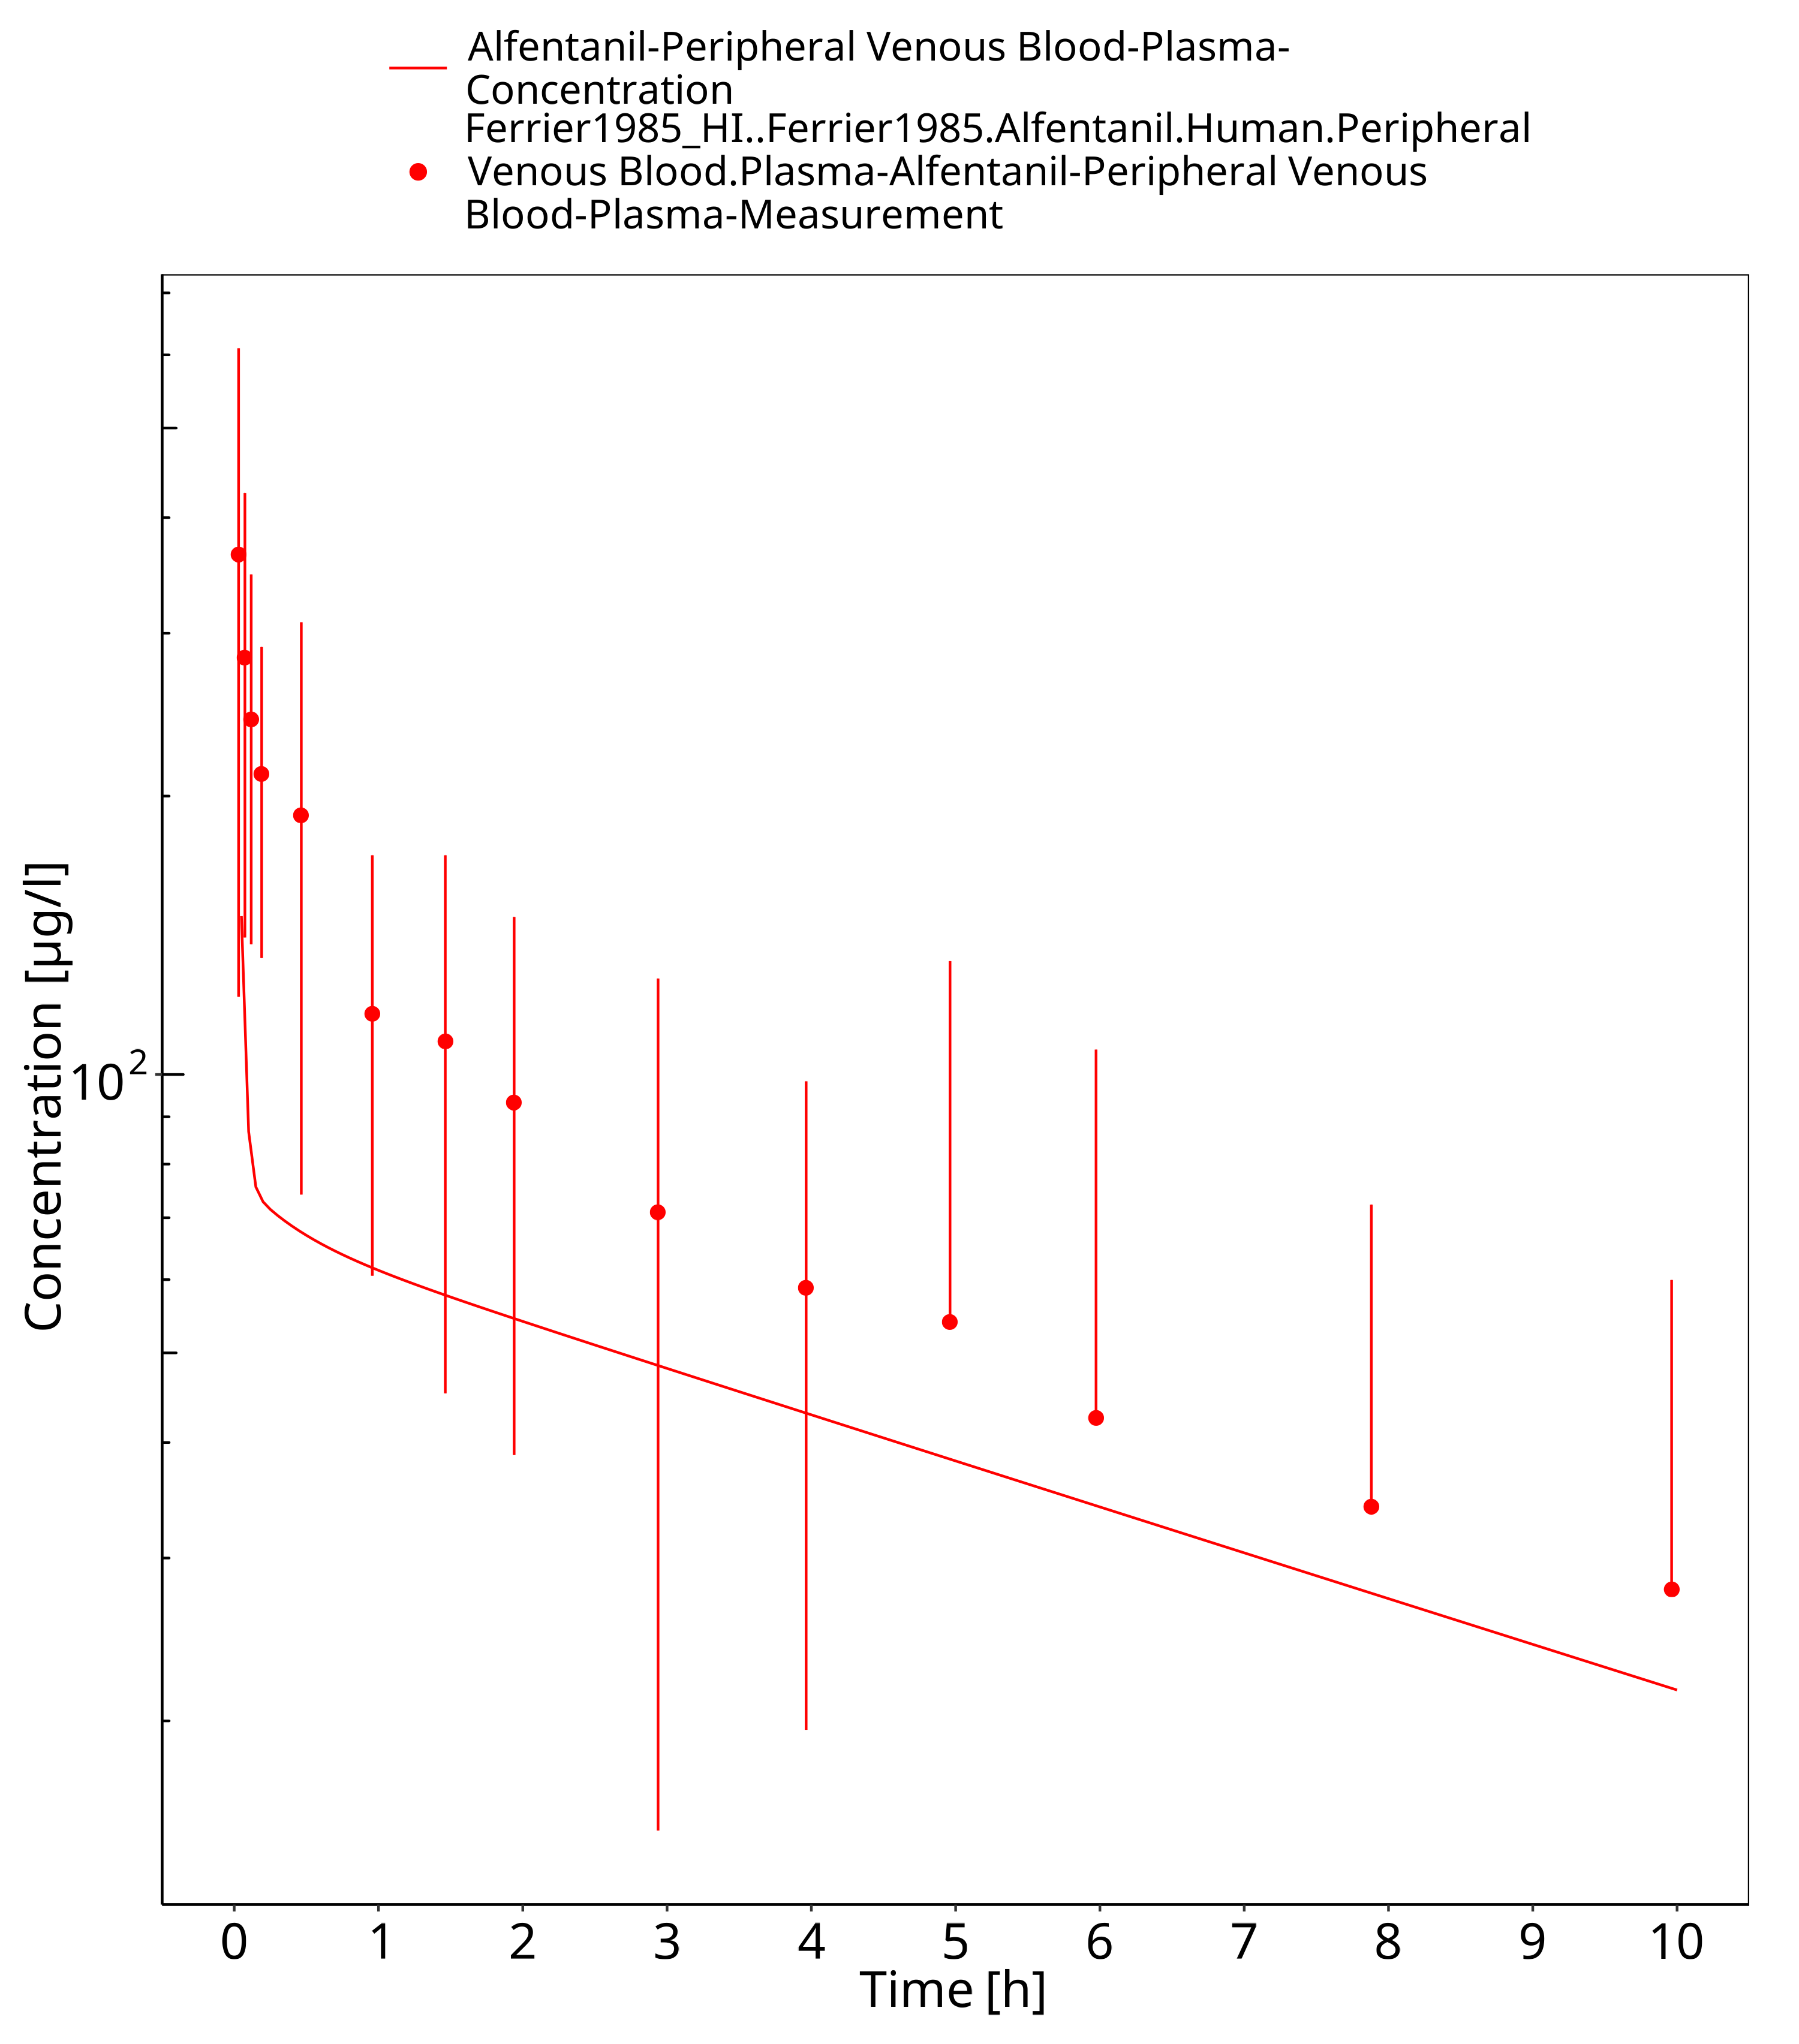 Alfentanil-Peripheral Venous Blood-Plasma-
Concentration
Ferrier1985_HI..Ferrier1985.Alfentanil.Human.Peripheral
Venous Blood.Plasma-Alfentanil-Peripheral Venous
Blood-Plasma-Measurement
Concentration [µg/l]
10²
0 1 2 3 4 5 6 7 8 9 10
Time [h]